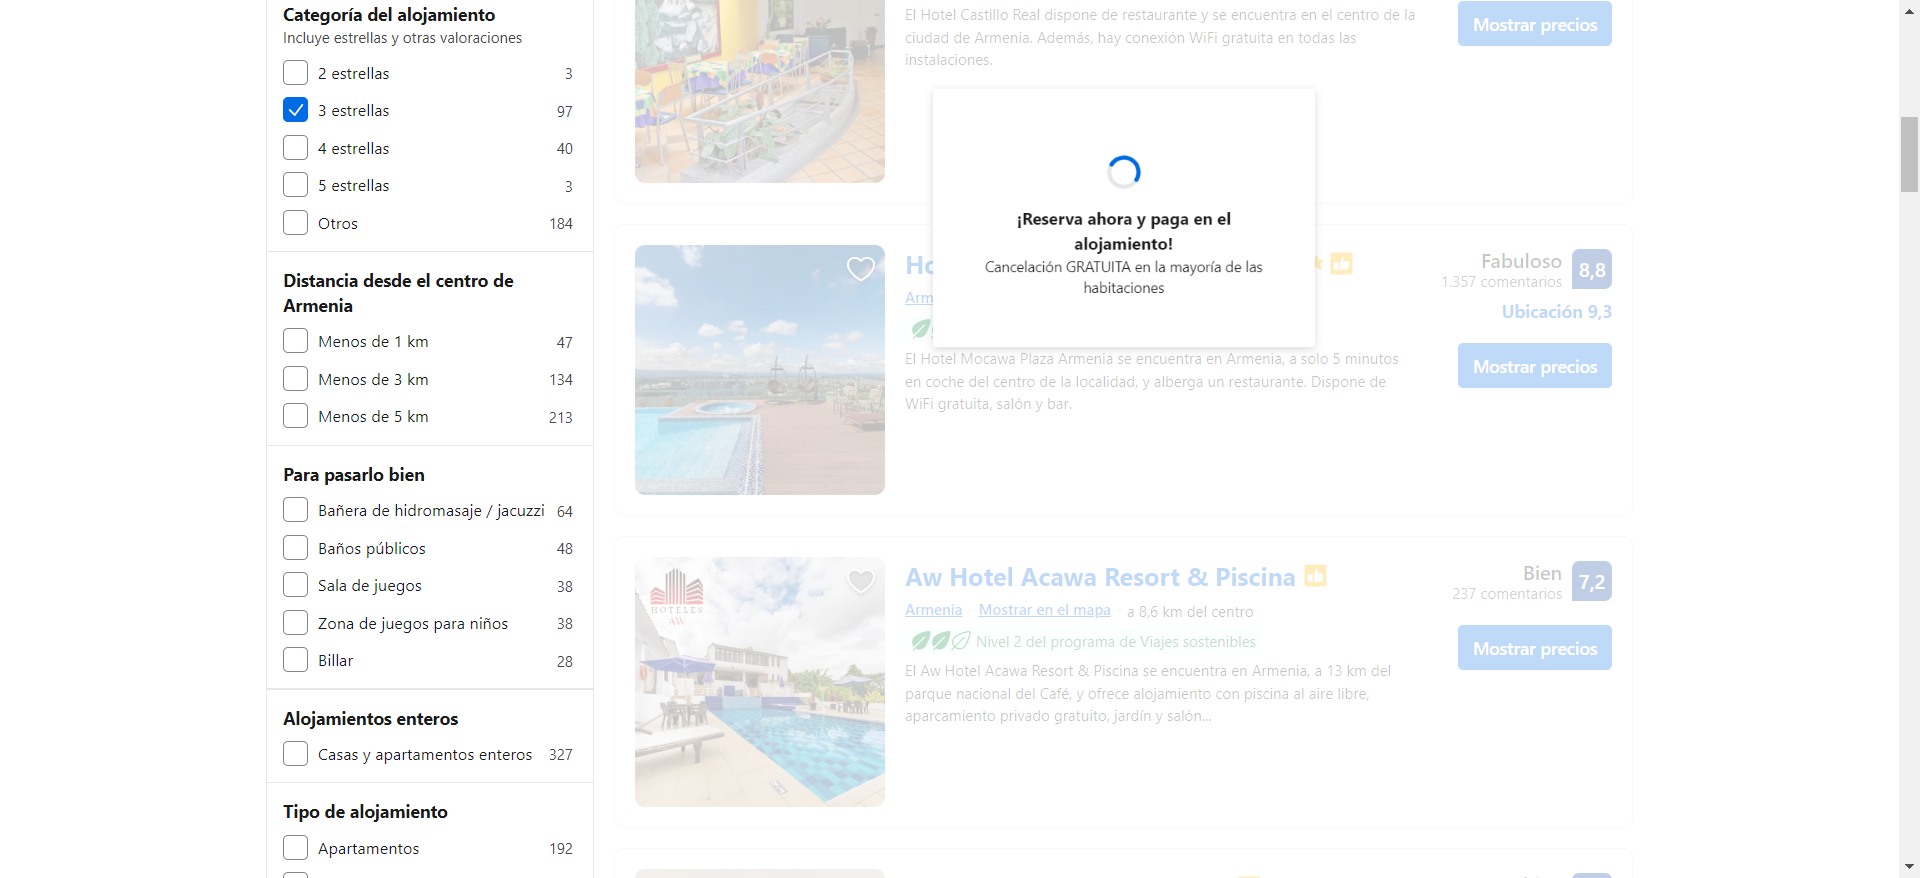 Categoría del alojamiento
Incluye estrellas y otras valoraciones
2 estrellas 3
3 estrellas 97
4 estrellas 40
5 estrellas 3
Otros 184
Distancia desde el centro de
Armenia
Menos de 1 km 47
Menos de 3 km 134
Menos de 5 km 213
Para pasarlo bien
Bañera de hidromasaje / jacuzzi 64
Baños públicos 48
Sala de juegos 38
Zona de juegos para niños 38
Billar 28
Alojamientos enteros
Casas y apartamentos enteros 327
Tipo de alojamiento
Apartamentos 192
El Hotel Castillo Real dispone de restaurante y se encuentra en el centro de la
ciudad de Armenia. Además, hay conexión WiFi gratuita en todas las
instalaciones.
Mostrar precios
¡Reserva ahora y paga en el
alojamiento!
Cancelación GRATUITA en la mayoría de las
habitaciones
Ho
Arm
Fabuloso
1.357 comentarios
8,8
Ubicación 9,3
Mostrar precios
El Hotel Mocawa Plaza Armenia se encuentra en Armenia, a solo 5 minutos
en coche del centro de la localidad, y alberga un restaurante. Dispone de
WiFi gratuita, salón y bar.
HOTELES
AW
Aw Hotel Acawa Resort & Piscina
Armenia · Mostrar en el mapa · a 8,6 km del centro
Nivel 2 del programa de Viajes sostenibles
El Aw Hotel Acawa Resort & Piscina se encuentra en Armenia, a 13 km del
parque nacional del Café, y ofrece alojamiento con piscina al aire libre,
aparcamiento privado gratuito, jardín y salón...
Bien
237 comentarios
7,2
Mostrar precios